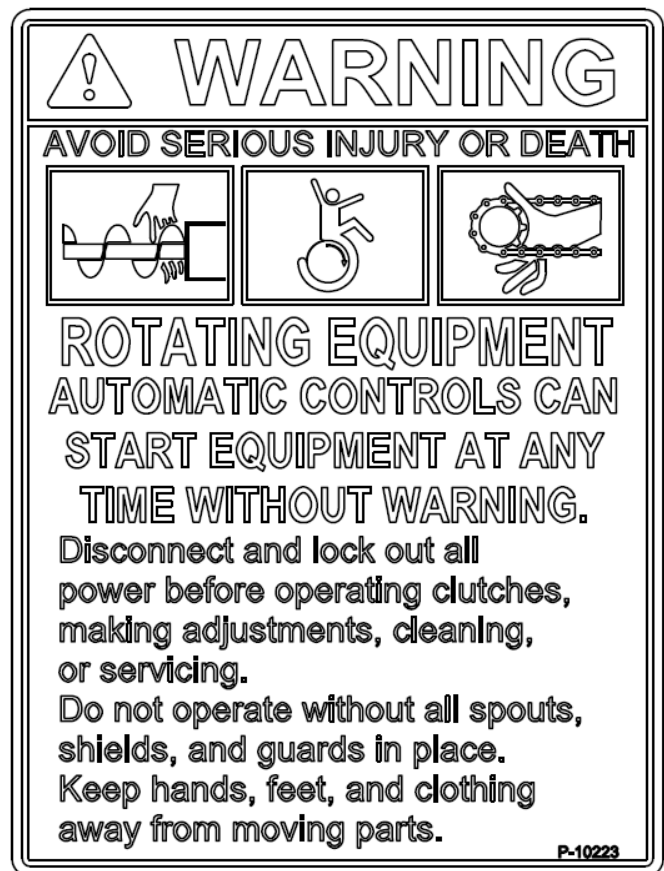 WARNING
AVOID SERIOUS INJURY OR DEATH
ROTATING EQUIPMENT
AUTOMATIC CONTROLS CAN
START EQUIPMENT AT ANY
TIME WITHOUT WARNING.
Disconnect and lock out all
power before operating clutches,
making adjustments, cleaning,
or servicing.
Do not operate without all spouts,
shields, and guards in place.
Keep hands, feet, and clothing
away from moving parts.
P-10223